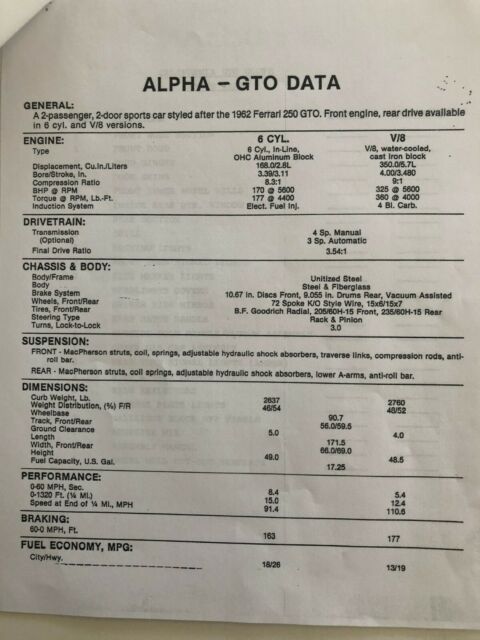 ALPHA – GTO DATA
GENERAL:
A 2-passenger, 2-door sports car styled after the 1962 Ferrari 250 GTO. Front engine, rear drive available
in 6 cyl. and V/8 versions.
ENGINE: 6 CYL. V/8
Type 6 Cyl., In-Line, V/8, water-cooled,
OHC Aluminum Block cast iron block
Displacement, Cu.In./Liters 168.0/2.8L 350.0/5.7L
Bore/Stroke, In. 3.39/3.11 4.00/3.480
Compression Ratio 8.3:1 9:1
BHP @ RPM 170 @ 5600 325 @ 5600
Torque @ RPM, Lb.-Ft. 177 @ 4400 360 @ 4000
Induction System Elect. Fuel Inj. 4 Bl. Carb.
DRIVETRAIN:
Transmission 4 Sp. Manual
(Optional) 3 Sp. Automatic
Final Drive Ratio 3.54:1
CHASSIS & BODY:
Body/Frame Unitized Steel
Body Steel & Fiberglass
Brake System 10.67 in. Discs Front, 9.055 in. Drums Rear, Vacuum Assisted
Wheels, Front/Rear 72 Spoke K/O Style Wire, 15x6/15x7
Tires, Front/Rear B.F. Goodrich Radial, 205/60H-15 Front, 235/60H-15 Rear
Steering Type Rack & Pinion
Turns, Lock-to-Lock 3.0
SUSPENSION:
FRONT - MacPherson struts, coil, springs, adjustable hydraulic shock absorbers, traverse links, compression rods, anti-
roll bar.
REAR - MacPherson struts, coil springs, adjustable hydraulic shock absorbers, lower A-arms, anti-roll bar.
DIMENSIONS:
Curb Weight, Lb. 2637 2760
Weight Distribution, (%) F/R 46/54 48/52
Wheelbase 90.7
Track, Front/Rear 56.0/59.5
Ground Clearance 5.0 4.0
Length 171.5
Width, Front/Rear 66.0/69.0
Height 49.0 48.5
Fuel Capacity, U.S. Gal. 17.25
PERFORMANCE:
0-60 MPH, Sec. 8.4 5.4
0-1320 Ft. (¼ Mi.) 15.0 12.4
Speed at End of ¼ Mi., MPH 91.4 110.6
BRAKING:
60-0 MPH, Ft. 163 177
FUEL ECONOMY, MPG:
City/Hwy. 18/26 13/19